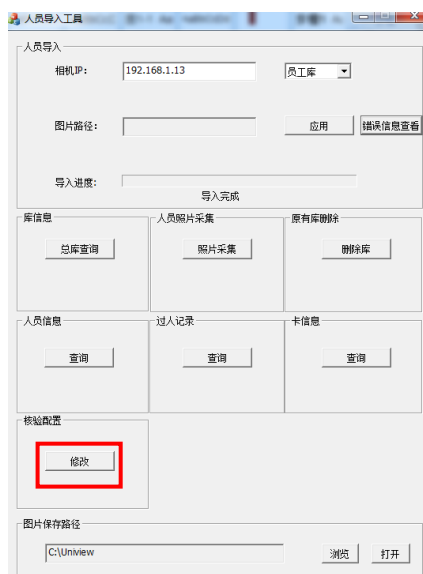 人员导入工具
人员导入
相机IP: 192.168.1.13 员工库
图片路径: 应用 错误信息查看
导入进度:
导入完成
库信息 人员照片采集 原有库删除
总库查询 照片采集 删除库
人员信息 过人记录 卡信息
查询 查询 查询
核验配置
修改
图片保存路径
C:\Uniview 浏览 打开